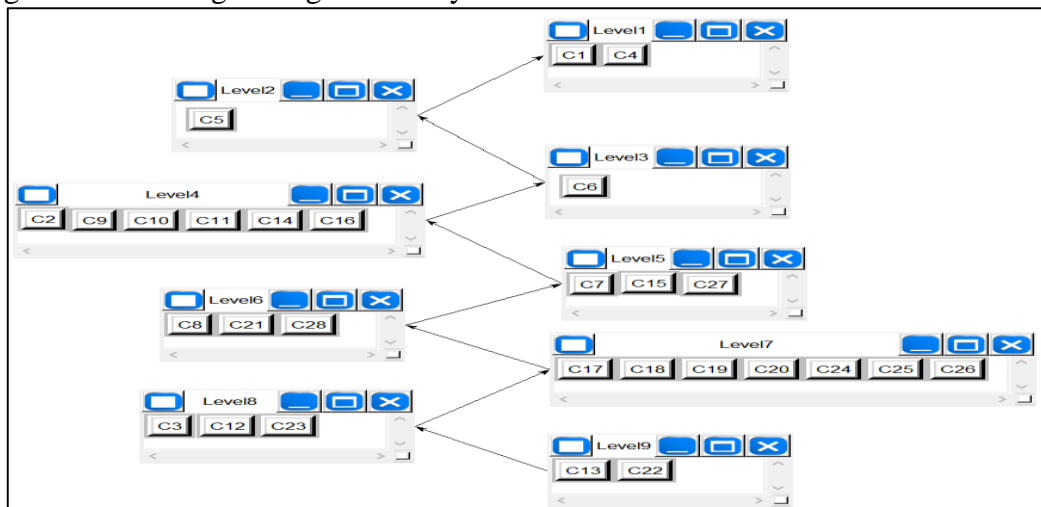 Level1
C1 C4
Level2
C5
Level3
C6
Level4
C2 C9 C10 C11 C14 C16
Level5
C7 C15 C27
Level6
C8 C21 C28
Level7
C17 C18 C19 C20 C24 C25 C26
Level8
C3 C12 C23
Level9
C13 C22